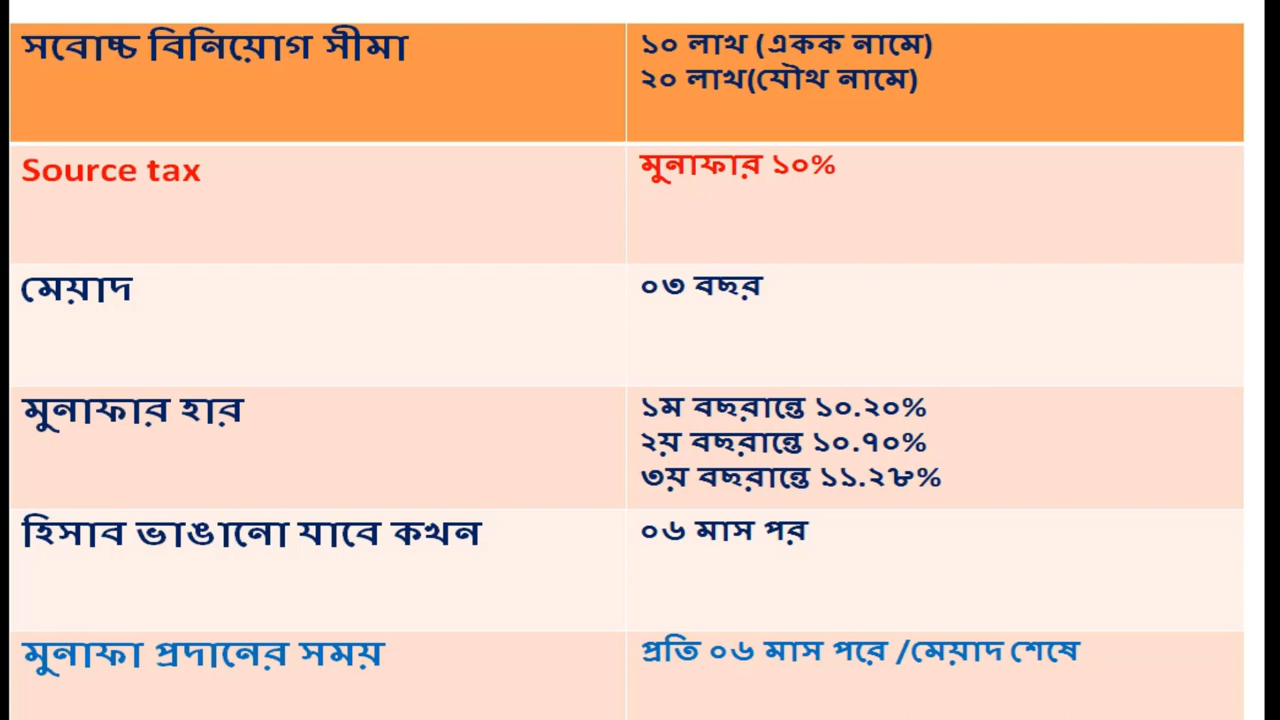 সবোচ্চ বিনিয়োগ সীমা
১০ লাখ (একক নামে)
২০ লাখ(যৌথ নামে)
Source tax
মুনাফার ১০%
মেয়াদ
০৩ বছর
মুনাফার হার
১ম বছরান্তে ১০.২০%
২য় বছরান্তে ১০.৭০%
৩য় বছরান্তে ১১.২৮%
হিসাব ভাঙানো যাবে কখন
০৬ মাস পর
মুনাফা প্রদানের সময়
প্রতি ০৬ মাস পরে /মেয়াদ শেষে